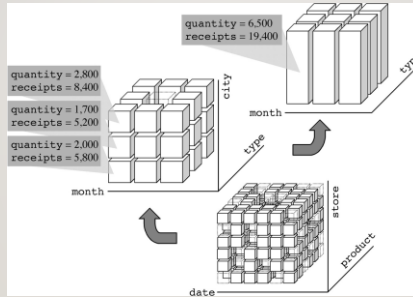 quantity = 6,500
receipts = 19,400
quantity = 2,800
receipts = 8,400
city
month
type
quantity = 1,700
receipts = 5,200
quantity = 2,000
receipts = 5,800
type
month
store
product
date